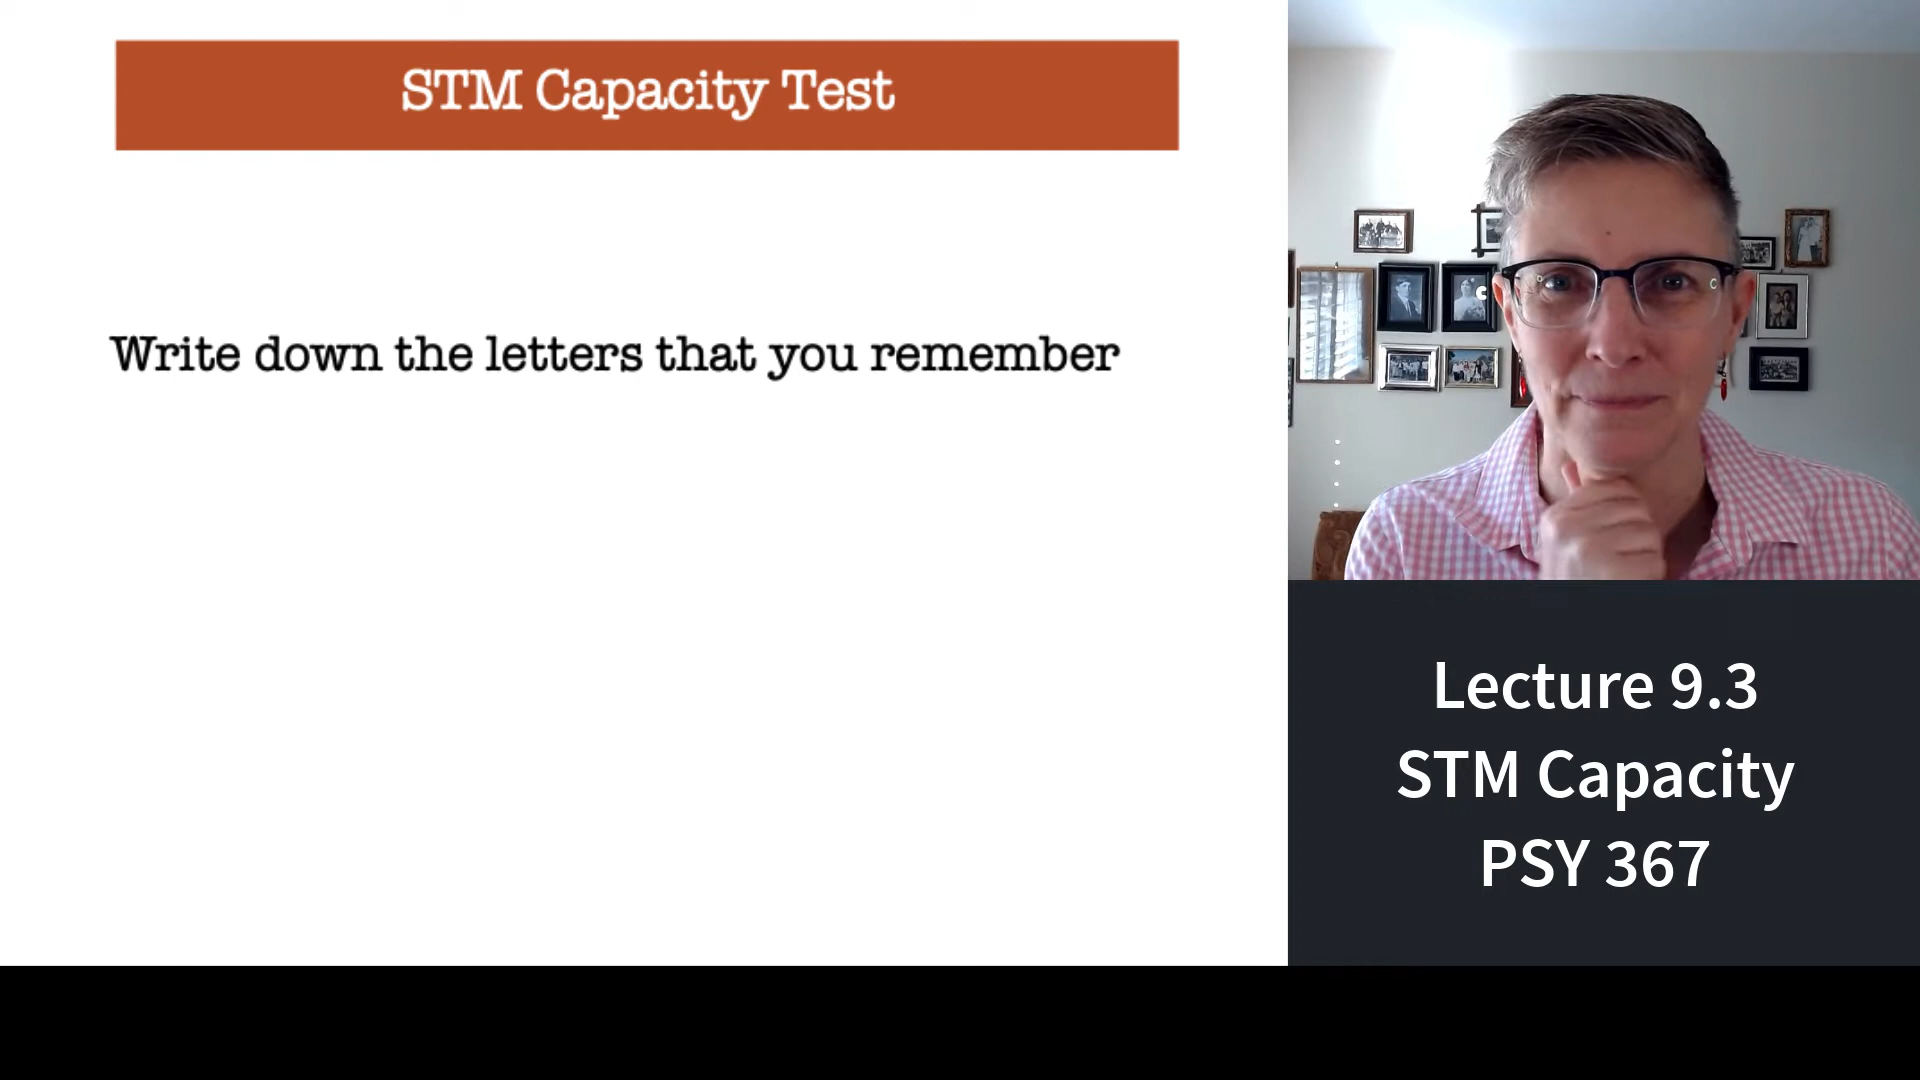 STM Capacity Test
Write down the letters that you remember
Lecture 9.3
STM Capacity
PSY 367